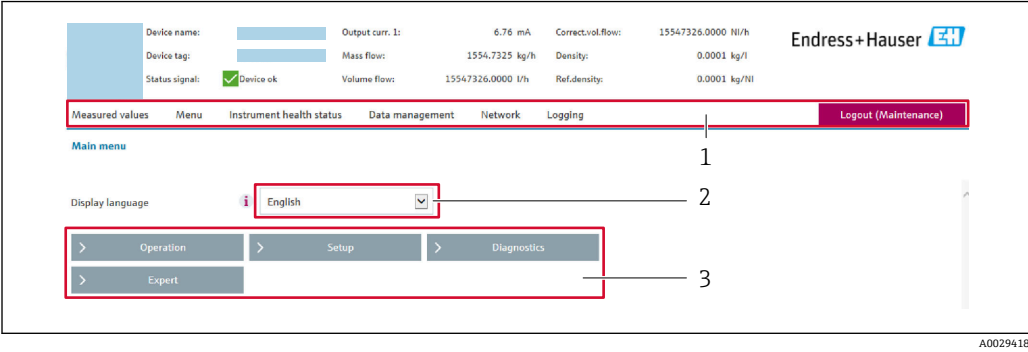 Device name: Output curr. 1: 6.76 mA Correct.vol.flow: 15547326.0000 Nl/h
Endress+Hauser EH
Device tag: Mass flow: 1554.7325 kg/h Density: 0.0001 kg/l
Status signal: Device ok Volume flow: 15547326.0000 l/h Ref.density: 0.0001 kg/Nl
Measured values Menu Instrument health status Data management Network Logging Logout (Maintenance)
1
Main menu
Display language i English 2
> Operation > Setup > Diagnostics
> Expert 3
A0029418